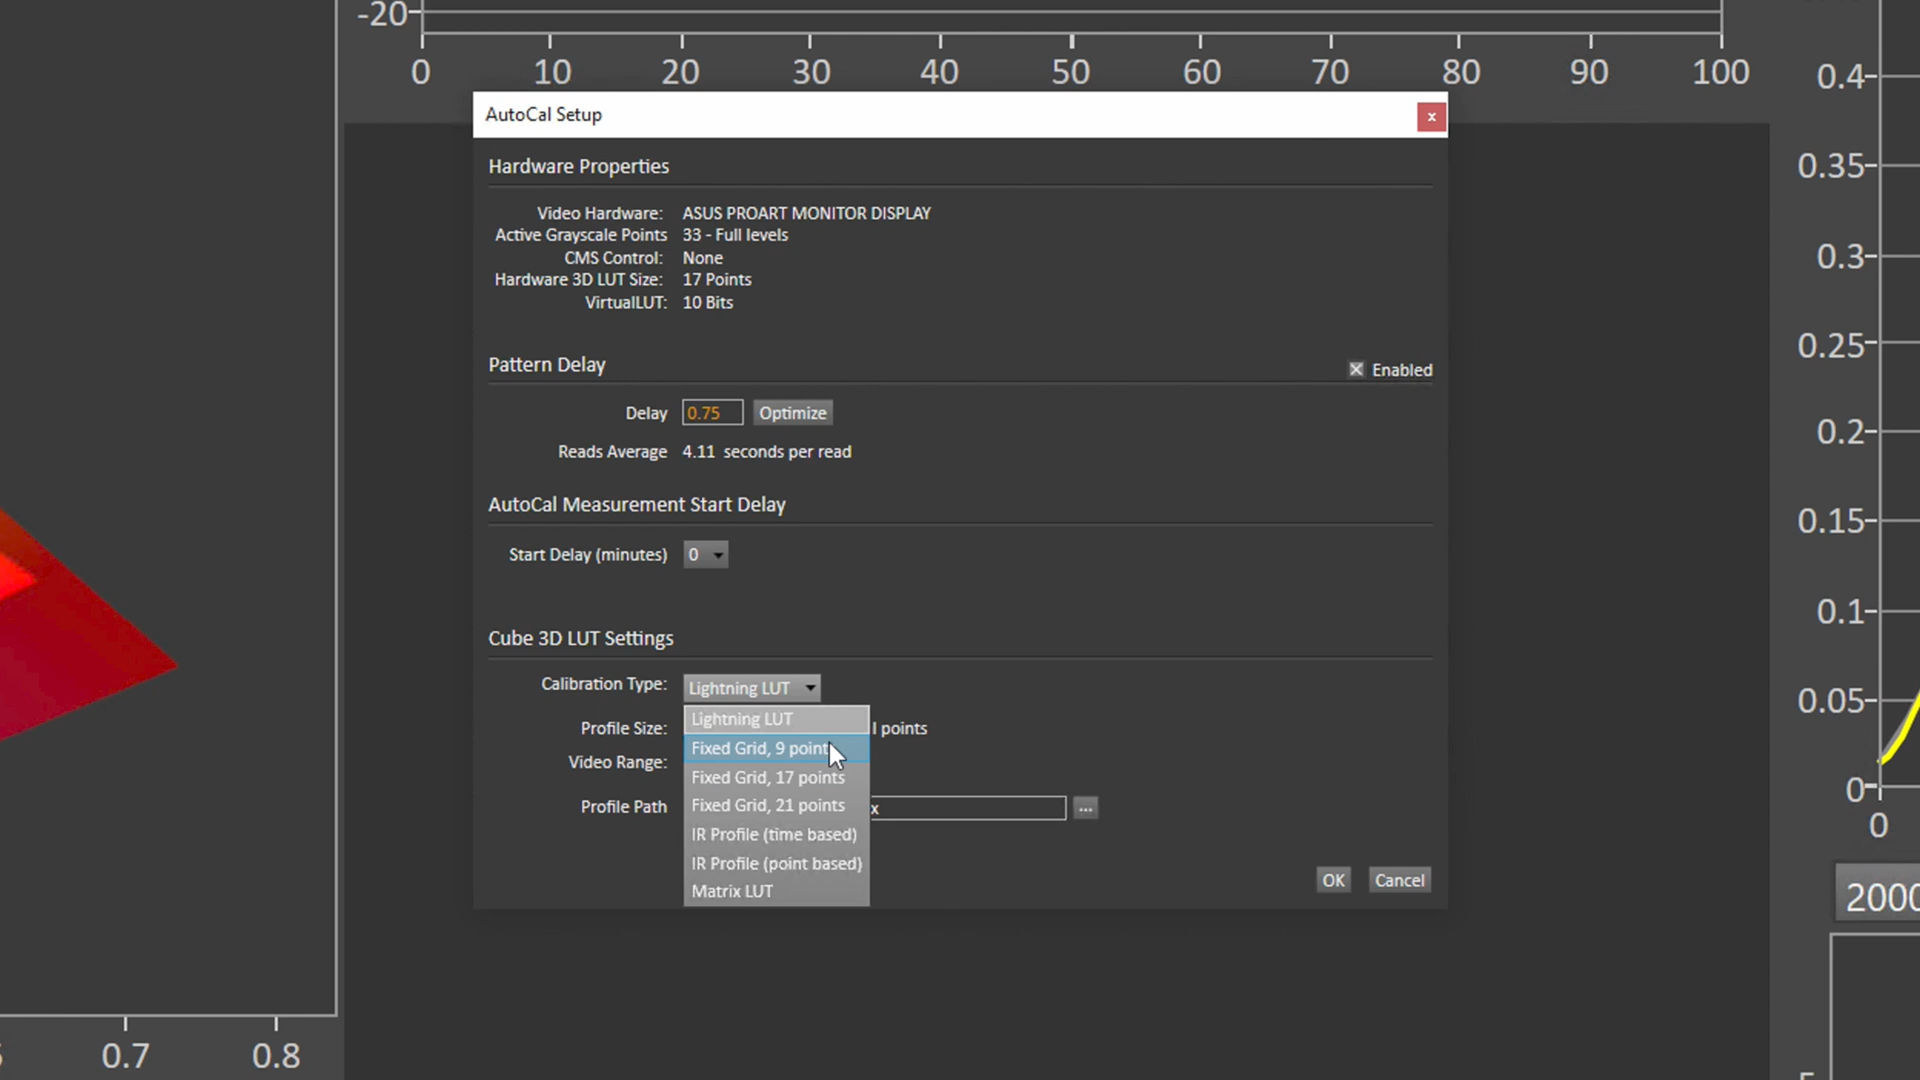 -20
0 10 20 30 40 50 60 70 80 90 100
AutoCal Setup
x
Hardware Properties
Video Hardware: ASUS PROART MONITOR DISPLAY
Active Grayscale Points 33 - Full levels
CMS Control: None
Hardware 3D LUT Size: 17 Points
VirtualLUT: 10 Bits
Pattern Delay
Enabled
Delay 0.75 Optimize
Reads Average 4.11 seconds per read
AutoCal Measurement Start Delay
Start Delay (minutes) 0
Cube 3D LUT Settings
Calibration Type: Lightning LUT
Lightning LUT
Profile Size: points
Fixed Grid, 9 point
Video Range:
Fixed Grid, 17 points
Fixed Grid, 21 points
Profile Path x ...
IR Profile (time based)
IR Profile (point based)
Matrix LUT
OK Cancel
0.7 0.8
0.4
0.35
0.3
0.25
0.2
0.15
0.1
0.05
0
0
2000